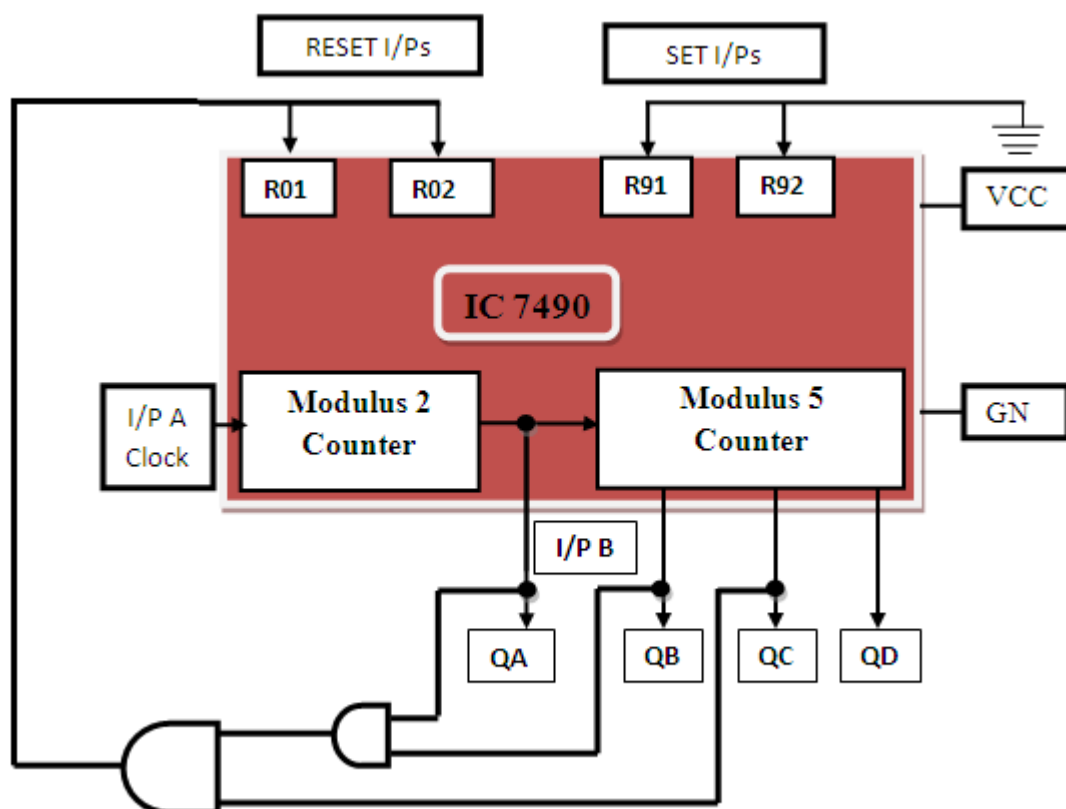 RESET I/Ps
SET I/Ps
R01
R02
R91
R92
VCC
IC 7490
I/P A
Clock
Modulus 2
Counter
Modulus 5
Counter
GN
I/P B
QA
QB
QC
QD